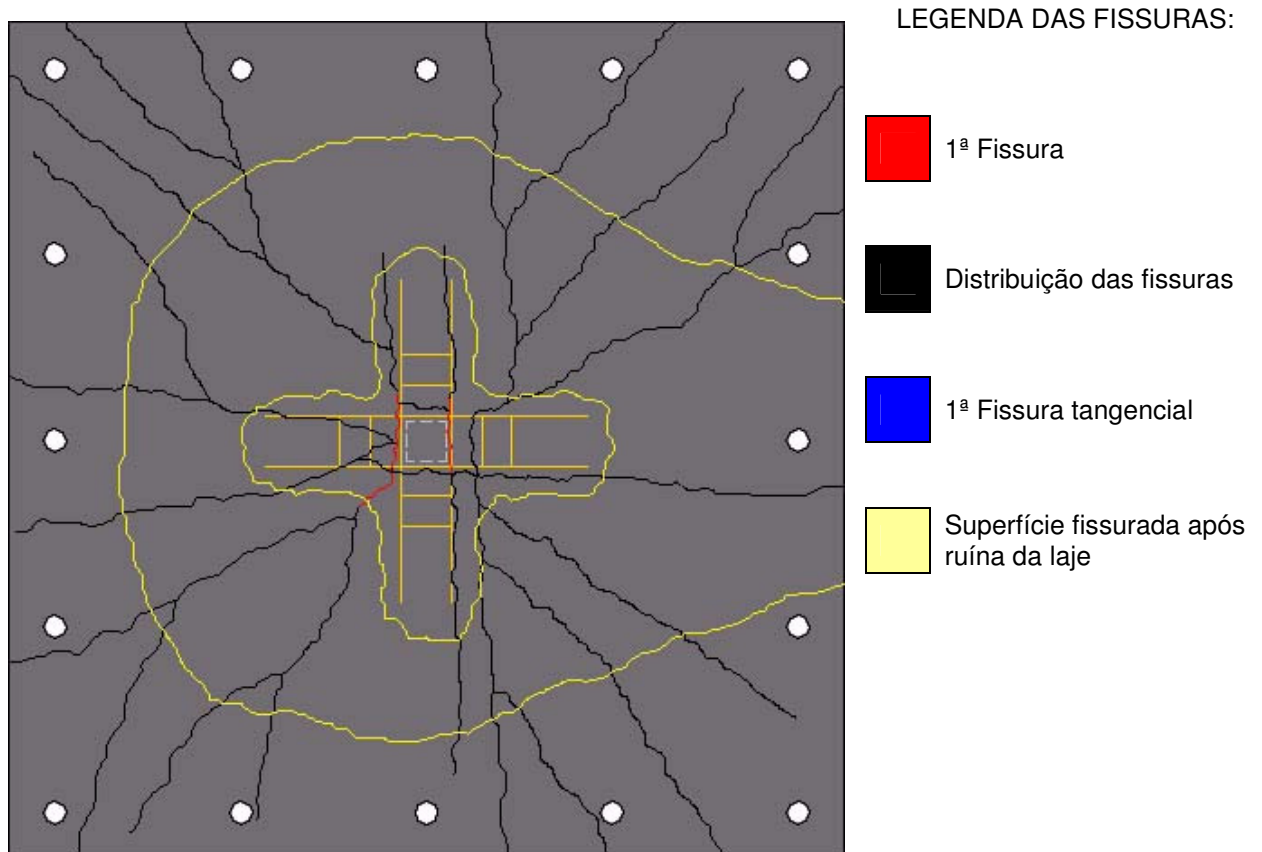 LEGENDA DAS FISSURAS:
1ª Fissura
Distribuição das fissuras
1ª Fissura tangencial
Superfície fissurada após
ruína da laje